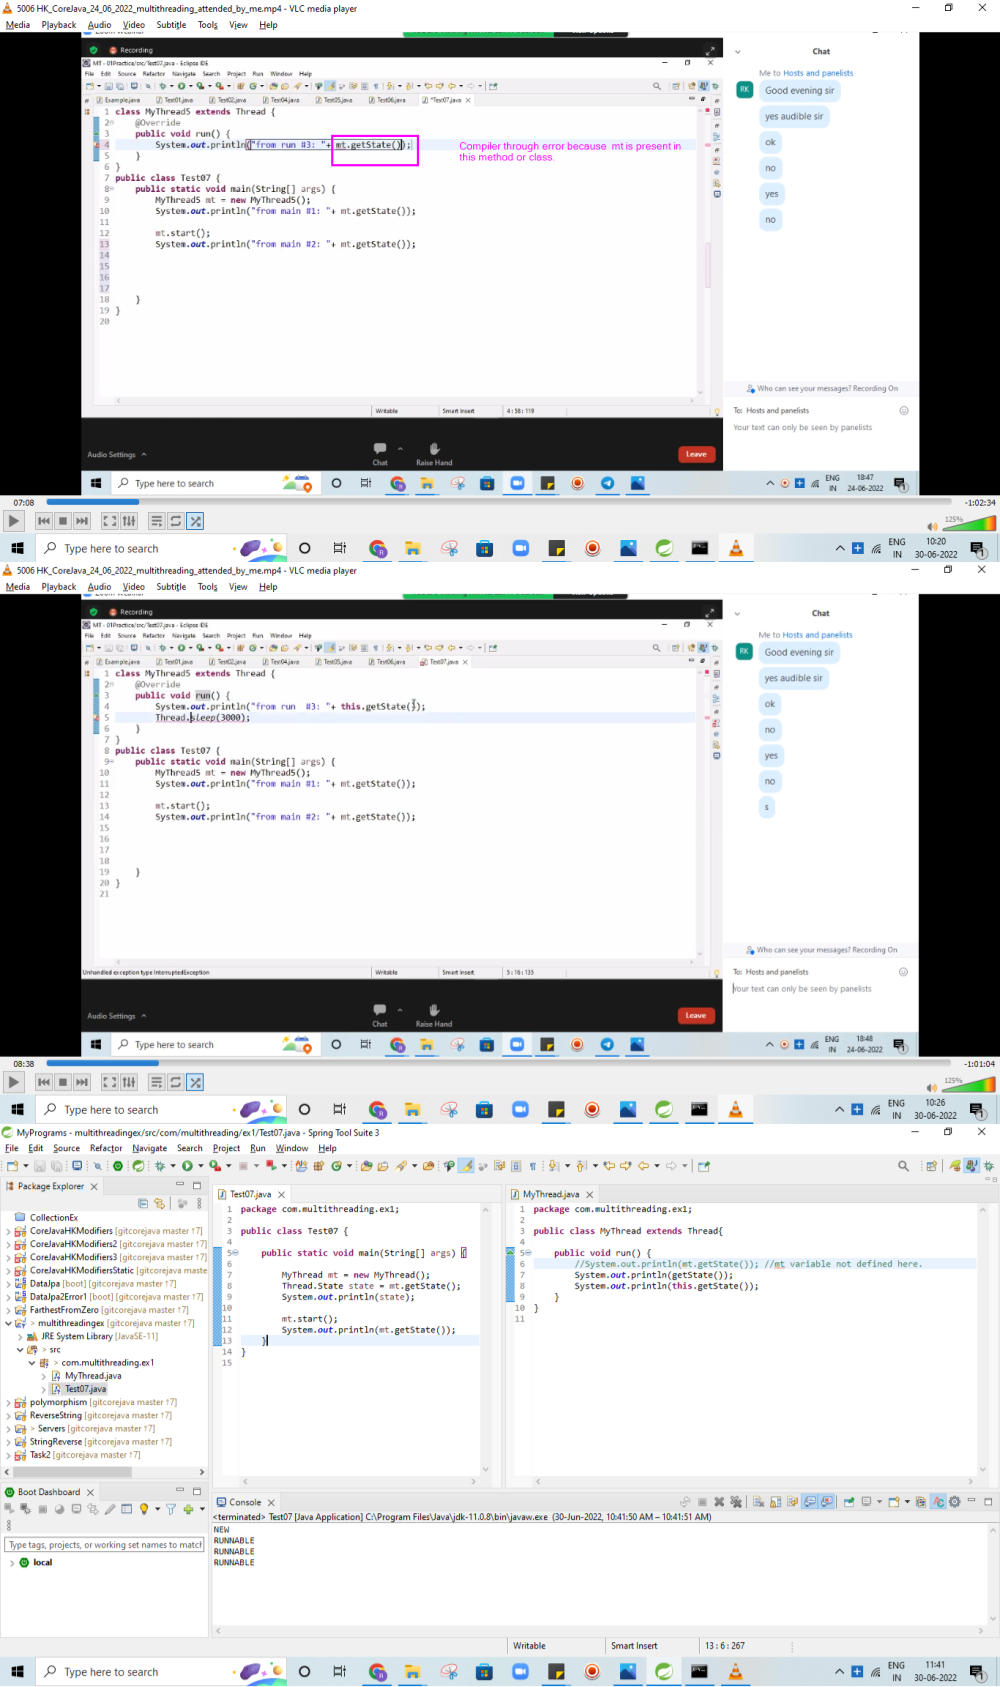 5006 HK_CoreJava_24_06_2022_multithreading_attended_by_me.mp4 - VLC media player
Media Playback Audio Video Subtitle Tools View Help
Recording
MT - 01Practice/src/Test07.java - Eclipse IDE
File Edit Source Refactor Navigate Search Project Run Window Help
Example.java Test01.java Test02.java Test04.java Test05.java Test06.java *Test07.java
1 class MyThread5 extends Thread {
2 @Override
3 public void run() {
4 System.out.println("from run #3: "+ mt.getState());
5 }
6 }
7 public class Test07 {
8 public static void main(String[] args) {
9 MyThread5 mt = new MyThread5();
10 System.out.println("from main #1: "+ mt.getState());
11
12 mt.start();
13 System.out.println("from main #2: "+ mt.getState());
14
15
16
17
18 }
19 }
20
Compiler through error because mt is present in
this method or class.
Writable Smart Insert 4:58:119
Chat
Me to Hosts and panelists
RK Good evening sir
yes audible sir
ok
no
yes
no
Who can see your messages? Recording On
To: Hosts and panelists
Your text can only be seen by panelists
Audio Settings
Chat
Raise Hand
Leave
Type here to search
ENG
IN
18:47
24-06-2022
07:08
-1:02:34
125%
Type here to search
ENG
IN
10:20
30-06-2022
5006 HK_CoreJava_24_06_2022_multithreading_attended_by_me.mp4 - VLC media player
Media Playback Audio Video Subtitle Tools View Help
Recording
MT - 01Practice/src/Test07.java - Eclipse IDE
File Edit Source Refactor Navigate Search Project Run Window Help
Example.java Test01.java Test02.java Test04.java Test05.java Test06.java Test07.java
1 class MyThread5 extends Thread {
2 @Override
3 public void run() {
4 System.out.println("from run  #3: "+ this.getState());
5 Thread.sleep(3000);
6 }
7 }
8 public class Test07 {
9 public static void main(String[] args) {
10 MyThread5 mt = new MyThread5();
11 System.out.println("from main #1: "+ mt.getState());
12
13 mt.start();
14 System.out.println("from main #2: "+ mt.getState());
15
16
17
18
19 }
20 }
21
Unhandled exception type InterruptedException Writable Smart Insert 5:16:135
Chat
Me to Hosts and panelists
RK Good evening sir
yes audible sir
ok
no
yes
no
s
Who can see your messages? Recording On
To: Hosts and panelists
Your text can only be seen by panelists
Audio Settings
Chat
Raise Hand
Leave
Type here to search
ENG
IN
18:48
24-06-2022
08:38
-1:01:04
125%
Type here to search
ENG
IN
10:26
30-06-2022
MyPrograms - multithreadingex/src/com/multithreading/ex1/Test07.java - Spring Tool Suite 3
File Edit Source Refactor Navigate Search Project Run Window Help
Package Explorer
CollectionEx
CoreJavaHKModifiers [gitcorejava master ↑7]
CoreJavaHKModifiers2 [gitcorejava master ↑7]
CoreJavaHKModifiers3 [gitcorejava master ↑7]
CoreJavaHKModifiersStatic [gitcorejava maste
DataJpa [boot] [gitcorejava master ↑7]
DataJpa2Error1 [boot] [gitcorejava master ↑7]
FarthestFromZero [gitcorejava master ↑7]
> multithreadingex [gitcorejava master ↑7]
JRE System Library [JavaSE-11]
> src
> com.multithreading.ex1
MyThread.java
Test07.java
polymorphism [gitcorejava master ↑7]
ReverseString [gitcorejava master ↑7]
> Servers [gitcorejava master ↑7]
StringReverse [gitcorejava master ↑7]
Task2 [gitcorejava master ↑7]
Boot Dashboard
Type tags, projects, or working set names to match
local
Test07.java
1 package com.multithreading.ex1;
2
3 public class Test07 {
4
5 public static void main(String[] args) {
6
7 MyThread mt = new MyThread();
8 Thread.State state = mt.getState();
9 System.out.println(state);
10
11 mt.start();
12 System.out.println(mt.getState());
13 }
14 }
15
MyThread.java
1 package com.multithreading.ex1;
2
3 public class MyThread extends Thread{
4
5 public void run() {
6 //System.out.println(mt.getState()); //mt variable not defined here.
7 System.out.println(getState());
8 System.out.println(this.getState());
9 }
10 }
11
Console
<terminated> Test07 [Java Application] C:\Program Files\Java\jdk-11.0.8\bin\javaw.exe (30-Jun-2022, 10:41:50 AM – 10:41:51 AM)
NEW
RUNNABLE
RUNNABLE
RUNNABLE
Writable Smart Insert 13:6:267
Type here to search
ENG
IN
11:41
30-06-2022